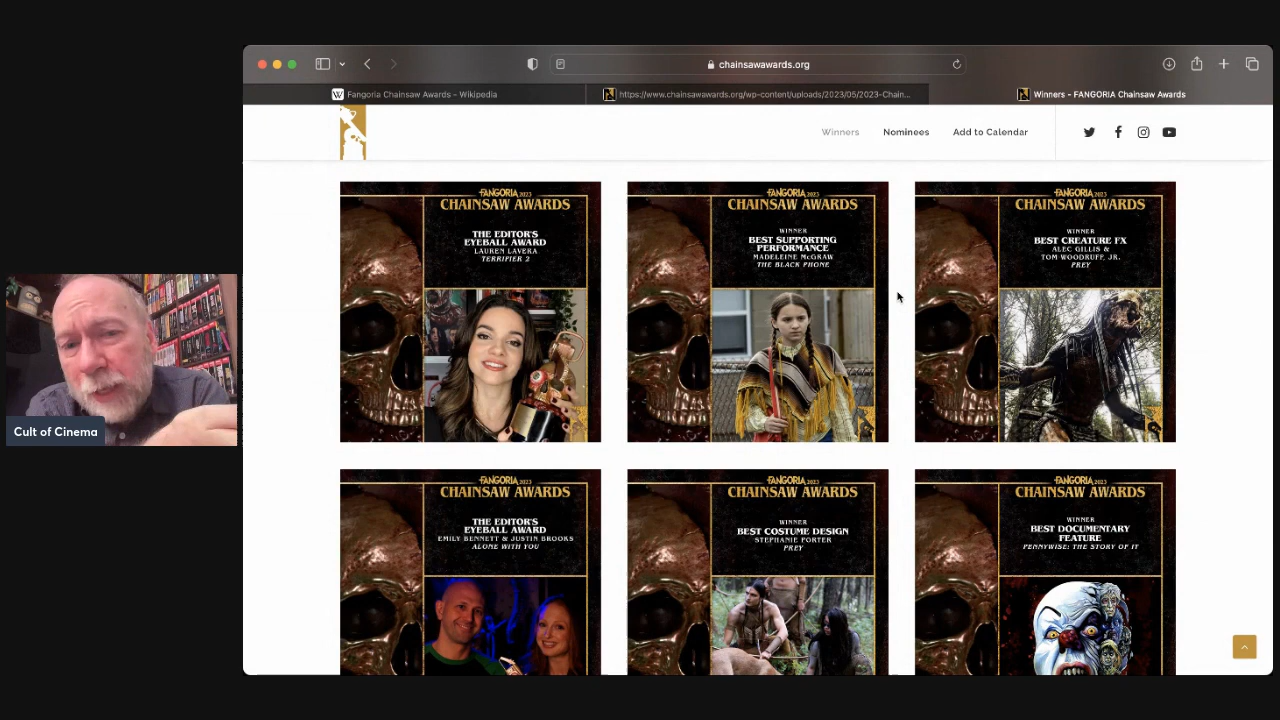 chainsawawards.org
Fangoria Chainsaw Awards – Wikipedia
https://www.chainsawawards.org/wp-content/uploads/2023/05/2023-Chain...
Winners - FANGORIA Chainsaw Awards
Winners
Nominees
Add to Calendar
FANGORIA 2023
CHAINSAW AWARDS
THE EDITOR'S
EYEBALL AWARD
LAUREN LAVERA
TERRIFIER 2
FANGORIA 2023
CHAINSAW AWARDS
WINNER
BEST SUPPORTING
PERFORMANCE
MADELEINE McGRAW
THE BLACK PHONE
FANGORIA 2023
CHAINSAW AWARDS
WINNER
BEST CREATURE FX
ALEC GILLIS &
TOM WOODRUFF, JR.
PREY
Cult of Cinema
FANGORIA 2023
CHAINSAW AWARDS
THE EDITOR'S
EYEBALL AWARD
EMILY BENNETT & JUSTIN BROOKS
ALONE WITH YOU
FANGORIA 2023
CHAINSAW AWARDS
WINNER
BEST COSTUME DESIGN
STEPHANIE PORTER
PREY
FANGORIA 2023
CHAINSAW AWARDS
WINNER
BEST DOCUMENTARY
FEATURE
PENNYWISE: THE STORY OF IT